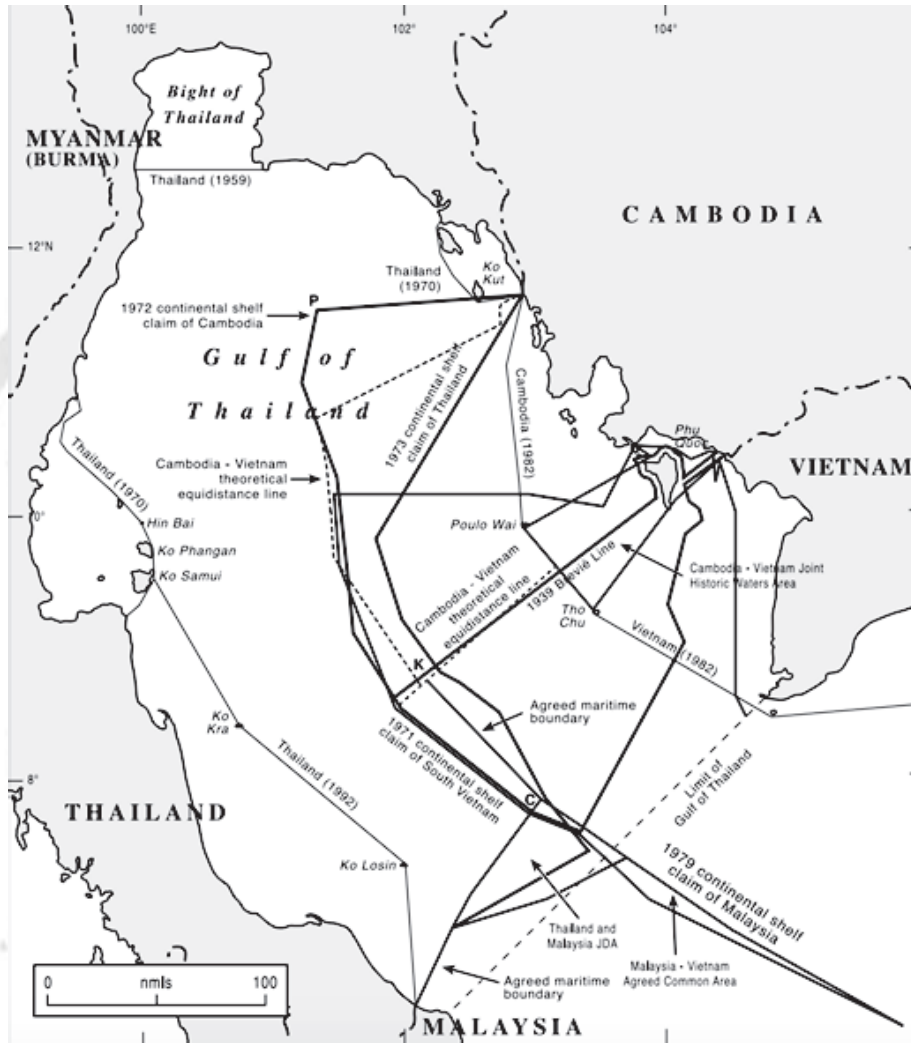 100°E
102°
104°
Bight of
Thailand
MYANMAR
(BURMA)
Thailand (1959)
CAMBODIA
12°N
Ko
Kut
Thailand
(1970)
P
1972 continental shelf
claim of Cambodia
Gulf of
Thailand
1973 continental shelf
claim of Thailand
Cambodia (1982)
Phu
Quoc
VIETNAM
Cambodia - Vietnam
theoretical
equidistance line
Thailand (1970)
Hin Bai
0°
Poulo Wai
Ko Phangan
Ko Samui
Cambodia - Vietnam
theoretical
equidistance line
1939 Brevié Line
Cambodia - Vietnam Joint
Historic Waters Area
Tho
Chu
Vietnam (1982)
K
Agreed maritime
boundary
Ko
Kra
1971 continental shelf
claim of South Vietnam
Limit of
Gulf of Thailand
8°
Thailand (1992)
C
THAILAND
Ko Losin
1979 continental shelf
claim of Malaysia
Thailand and
Malaysia JDA
Malaysia - Vietnam
Agreed Common Area
Agreed maritime
boundary
0 nmls 100
MALAYSIA